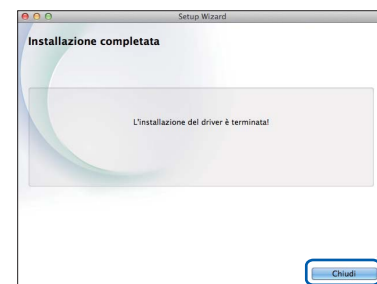 Setup Wizard
Installazione completata
L'installazione del driver è terminata!
Chiudi